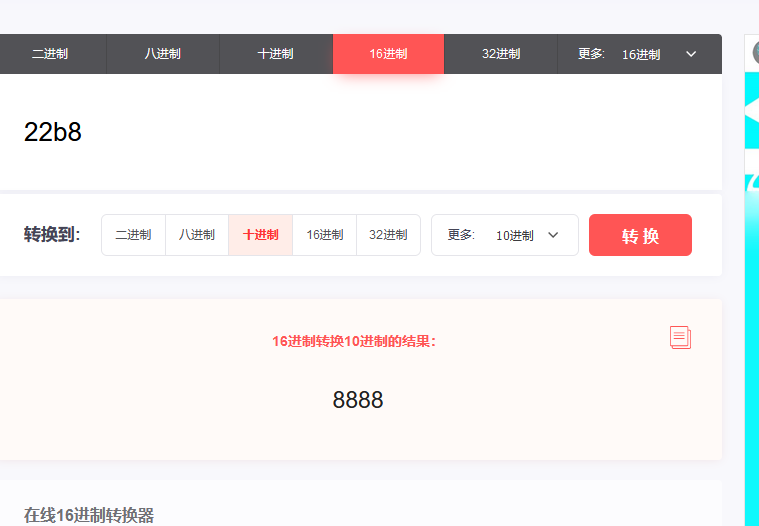 二进制 八进制 十进制 16进制 32进制 更多: 16进制
22b8
转换到: 二进制 八进制 十进制 16进制 32进制 更多: 10进制 转 换
16进制转换10进制的结果：
8888
在线16进制转换器